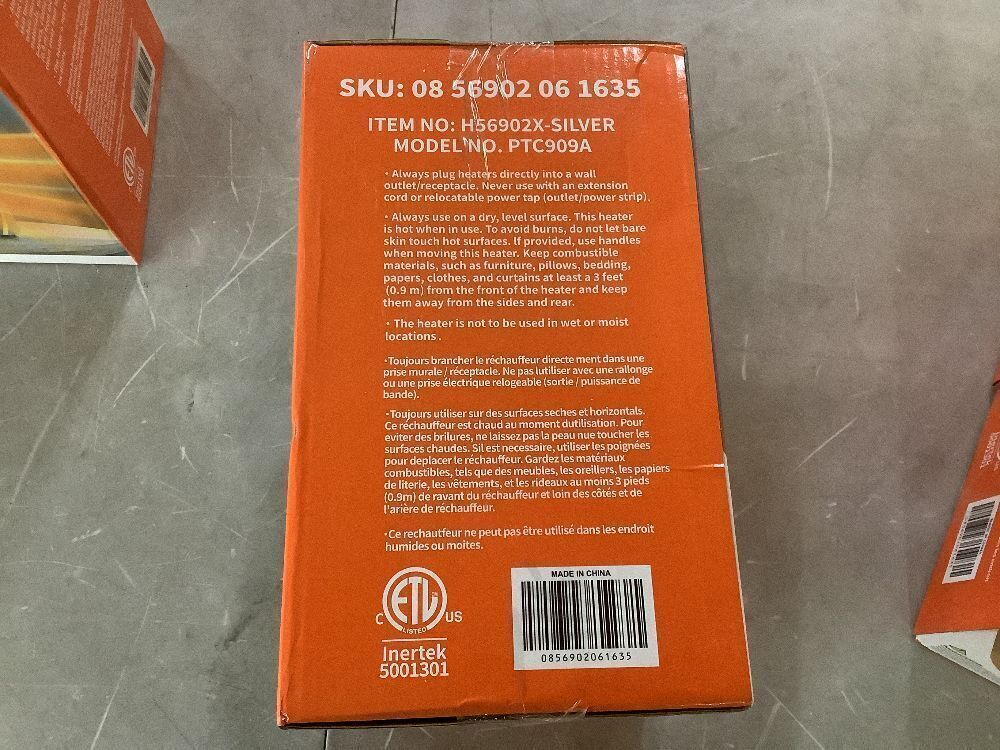 SKU: 08 56902 06 1635
ITEM NO: H56902X-SILVER
MODEL NO. PTC909A
· Always plug heaters directly into a wall
outlet/receptacle. Never use with an extension
cord or relocatable power tap (outlet/power strip).
· Always use on a dry, level surface. This heater
is hot when in use. To avoid burns, do not let bare
skin touch hot surfaces. If provided, use handles
when moving this heater. Keep combustible
materials, such as furniture, pillows, bedding,
papers, clothes, and curtains at least a 3 feet
(0.9 m) from the front of the heater and keep
them away from the sides and rear.
· The heater is not to be used in wet or moist
locations.
·Toujours brancher le réchauffeur directe ment dans une
prise murale / réceptacle. Ne pas lutiliser avec une rallonge
ou une prise électrique relogeable (sortie / puissance de
bande).
·Toujours utiliser sur des surfaces seches et horizontals.
Ce réchauffeur est chaud au moment dutilisation. Pour
eviter des brilures, ne laissez pas la peau nue toucher les
surfaces chaudes. Sil est necessaire, utiliser les poignées
pour deplacer le réchauffeur. Gardez les matériaux
combustibles, tels que des meubles, les oreillers, les papiers
de literie, les vêtements, et les rideaux au moins 3 pieds
(0.9m) de ravant du réchauffeur et loin des côtés et de
l'arière de réchauffeur.
·Ce rechautfeur ne peut pas être utilisé dans les endroit
humides ou moites.
ETL
C US
LISTED
Inertek
5001301
MADE IN CHINA
0856902061635